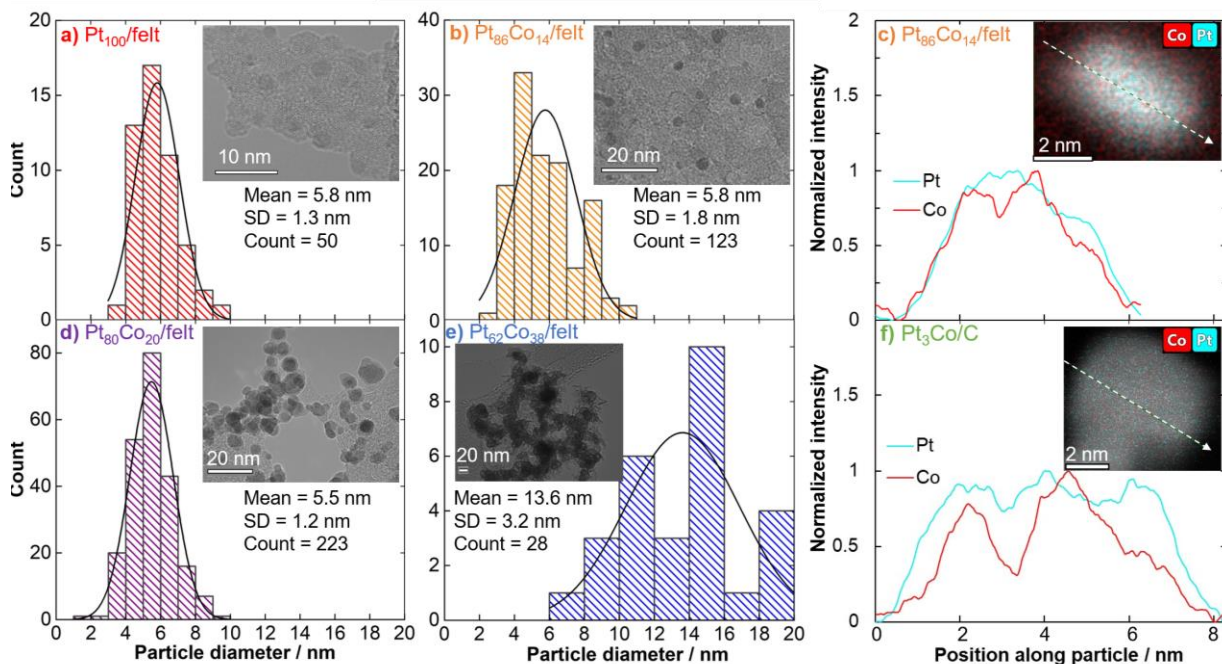 a) Pt₁₀₀/felt
20
15
10
5
0
Count
10 nm
Mean = 5.8 nm
SD = 1.3 nm
Count = 50
b) Pt₈₆Co₁₄/felt
40
30
20
10
0
20 nm
Mean = 5.8 nm
SD = 1.8 nm
Count = 123
c) Pt₈₆Co₁₄/felt
Co Pt
2 nm
Pt
Co
2
1.5
1
0.5
0
Normalized intensity
d) Pt₈₀Co₂₀/felt
80
60
40
20
0
Count
20 nm
Mean = 5.5 nm
SD = 1.2 nm
Count = 223
0 2 4 6 8 10 12 14 16 18 20
Particle diameter / nm
e) Pt₆₂Co₃₈/felt
10
8
6
4
2
0
20 nm
Mean = 13.6 nm
SD = 3.2 nm
Count = 28
0 2 4 6 8 10 12 14 16 18 20
Particle diameter / nm
f) Pt₃Co/C
Co Pt
2 nm
Pt
Co
1.5
1
0.5
0
Normalized intensity
0 2 4 6 8
Position along particle / nm